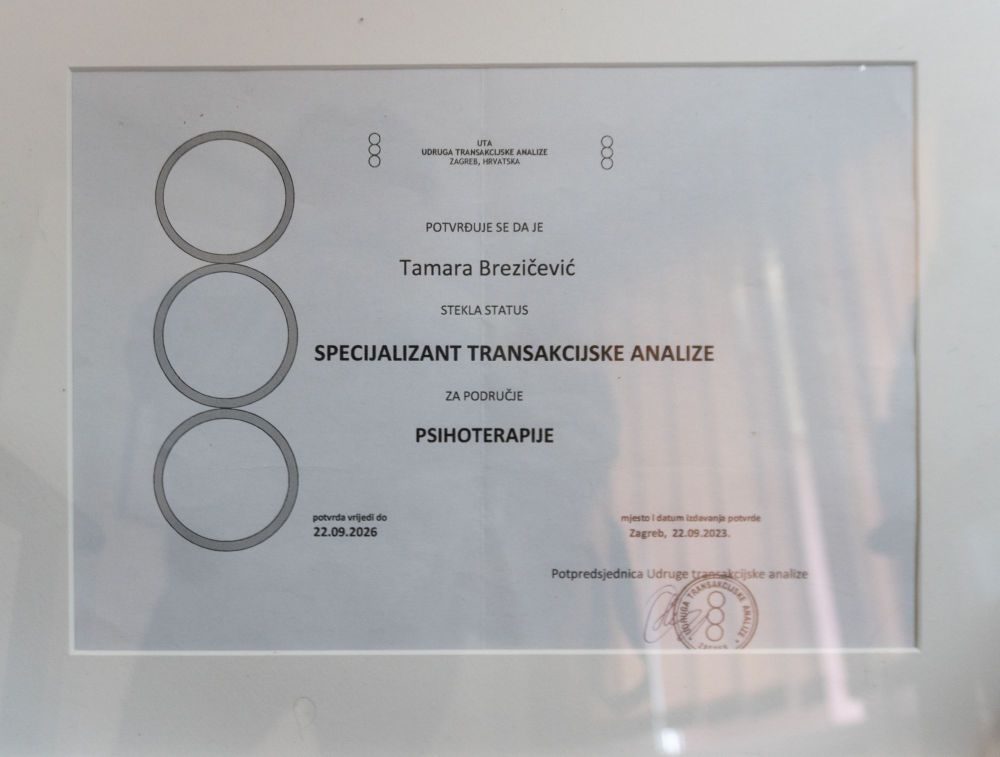 UTA
UDRUGA TRANSAKCIJSKE ANALIZE
ZAGREB, HRVATSKA
POTVRĐUJE SE DA JE
Tamara Brezičević
STEKLA STATUS
SPECIJALIZANT TRANSAKCIJSKE ANALIZE
ZA PODRUČJE
PSIHOTERAPIJE
potvrda vrijedi do
22.09.2026
mjesto i datum izdavanja potvrde
Zagreb, 22.09.2023.
Potpredsjednica Udruge transakcijske analize
UDRUGA TRANSAKCIJSKE ANALIZE
ZAGREB